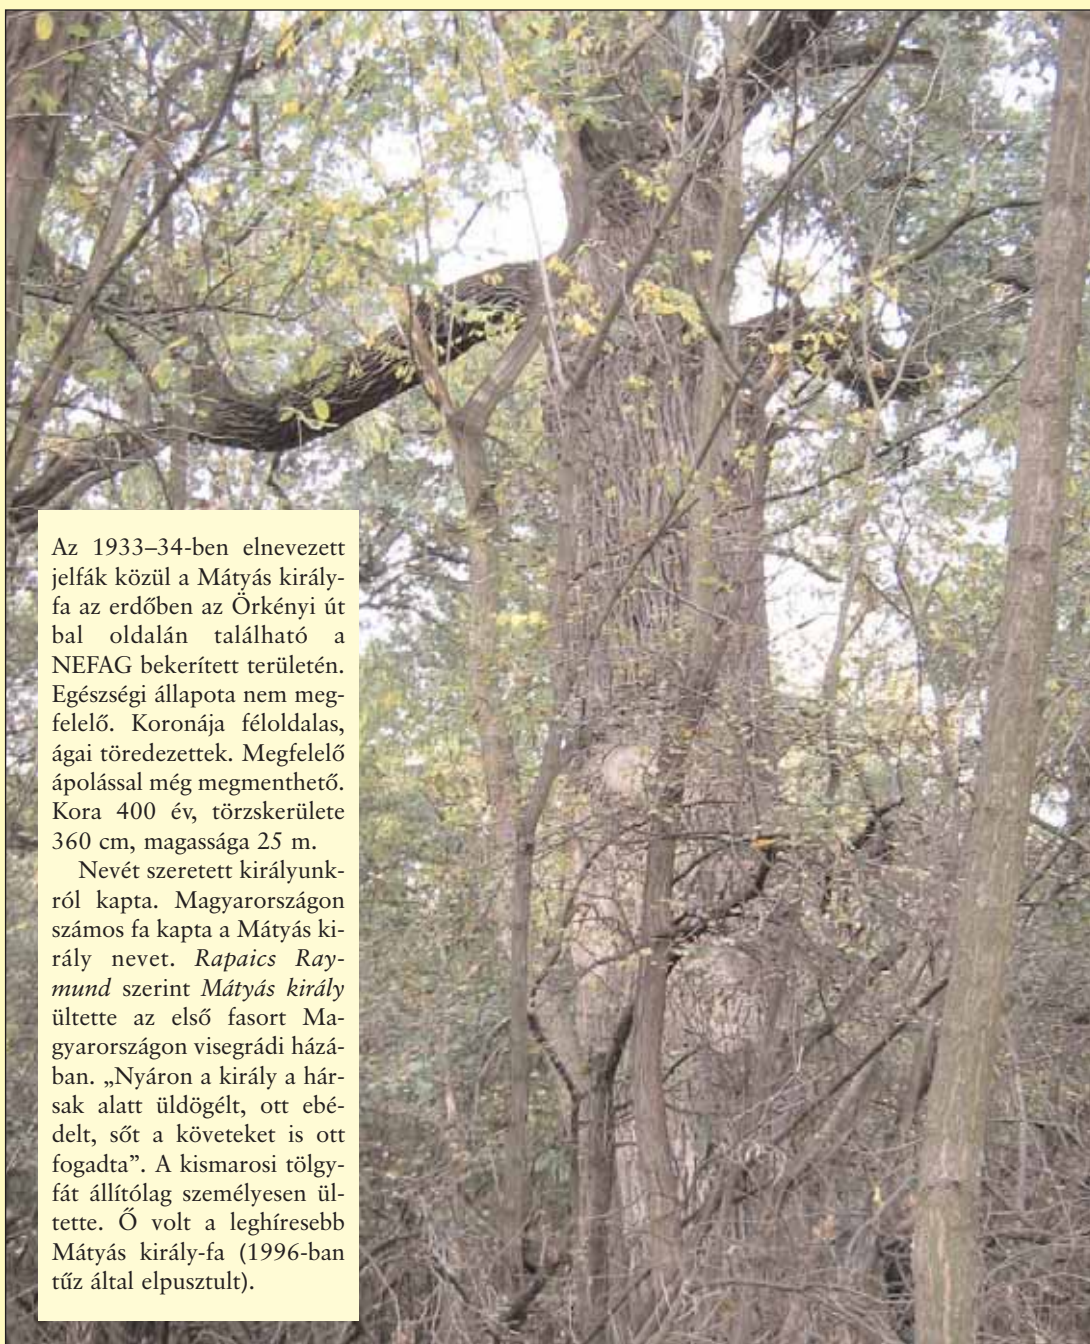 Az 1933–34-ben elnevezett
jelfák közül a Mátyás király-
fa az erdőben az Örkényi út
bal oldalán található a
NEFAG bekerített területén.
Egészségi állapota nem meg-
felelő. Koronája féloldalas,
ágai töredezettek. Megfelelő
ápolással még megmenthető.
Kora 400 év, törzskerülete
360 cm, magassága 25 m.
Nevét szeretett királyunk-
ról kapta. Magyarországon
számos fa kapta a Mátyás ki-
rály nevet. Rapaics Ray-
mund szerint Mátyás király
ültette az első fasort Ma-
gyarországon visegrádi házá-
ban. „Nyáron a király a hár-
sak alatt üldögélt, ott ebé-
delt, sőt a követeket is ott
fogadta”. A kismarosi tölgy-
fát állítólag személyesen ül-
tette. Ő volt a leghíresebb
Mátyás király-fa (1996-ban
tűz által elpusztult).